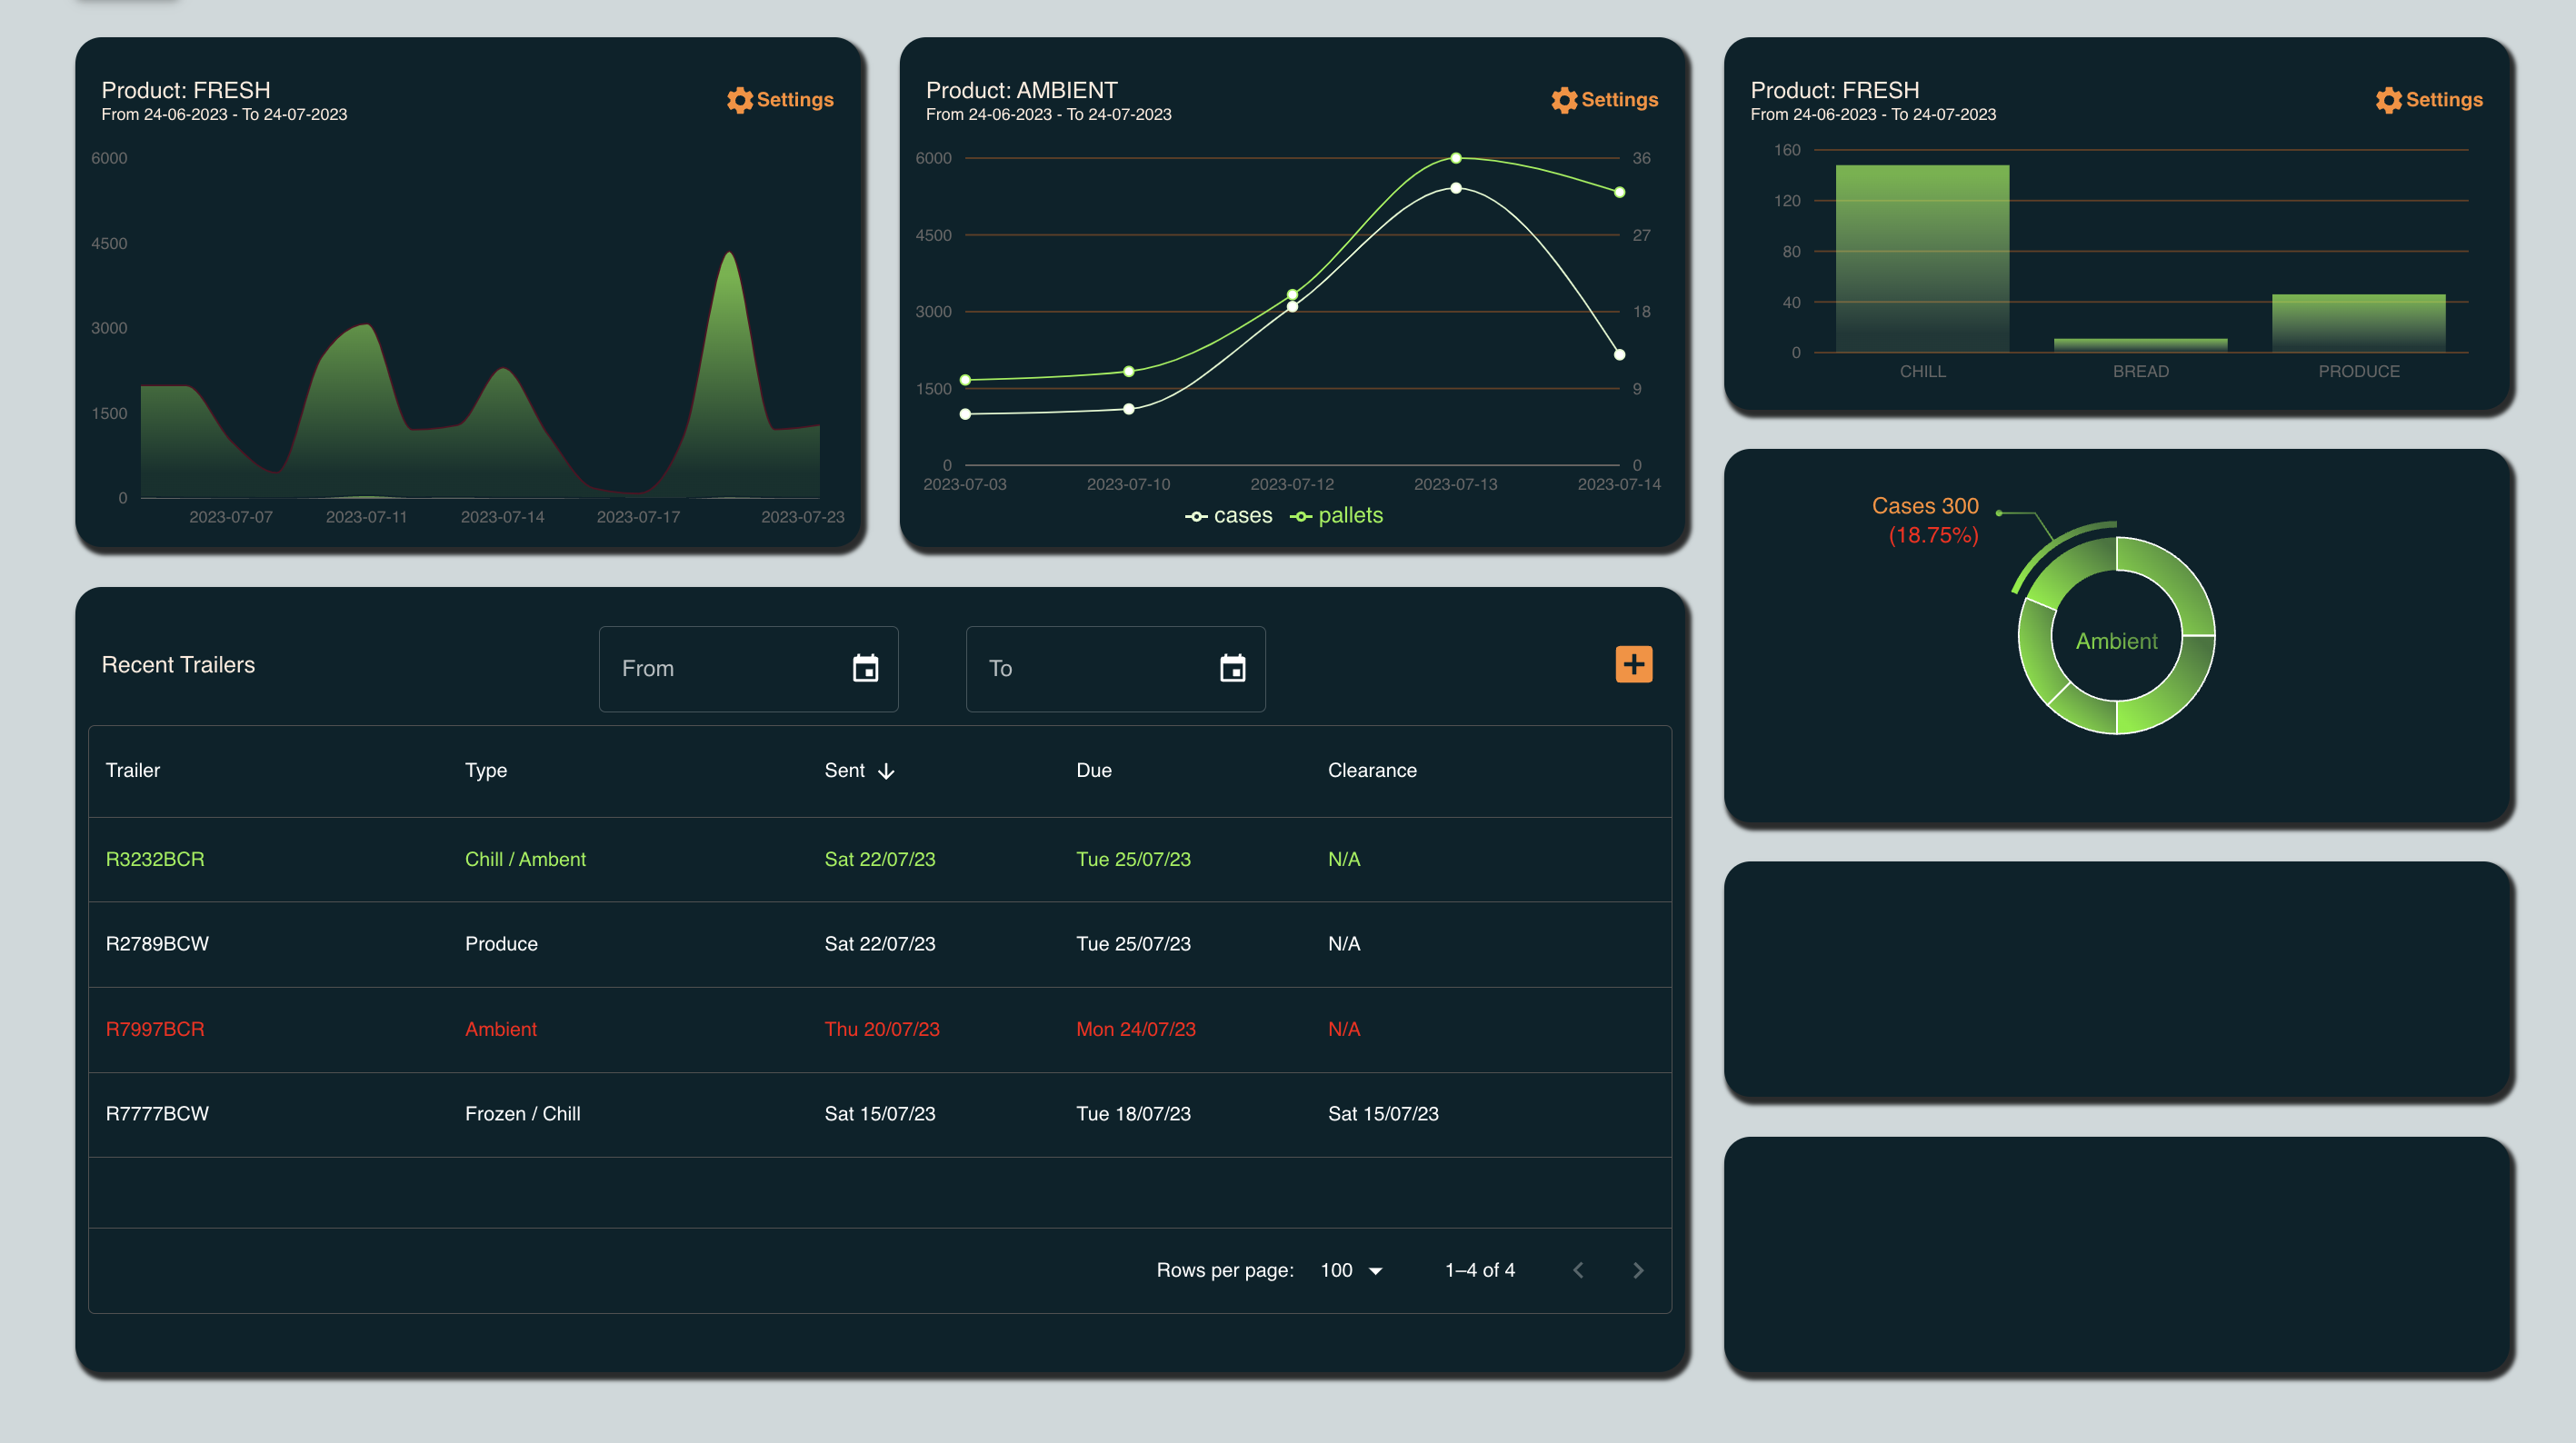 Product: FRESH
From 24-06-2023 - To 24-07-2023
Settings
6000
4500
3000
1500
0
2023-07-07 2023-07-11 2023-07-14 2023-07-17 2023-07-23
Product: AMBIENT
From 24-06-2023 - To 24-07-2023
Settings
6000 36
4500 27
3000 18
1500 9
0 0
2023-07-03 2023-07-10 2023-07-12 2023-07-13 2023-07-14
cases pallets
Product: FRESH
From 24-06-2023 - To 24-07-2023
Settings
160
120
80
40
0
CHILL BREAD PRODUCE
Cases 300
(18.75%)
Ambient
Recent Trailers From To
Trailer Type Sent Due Clearance
R3232BCR Chill / Ambent Sat 22/07/23 Tue 25/07/23 N/A
R2789BCW Produce Sat 22/07/23 Tue 25/07/23 N/A
R7997BCR Ambient Thu 20/07/23 Mon 24/07/23 N/A
R7777BCW Frozen / Chill Sat 15/07/23 Tue 18/07/23 Sat 15/07/23
Rows per page: 100 1–4 of 4